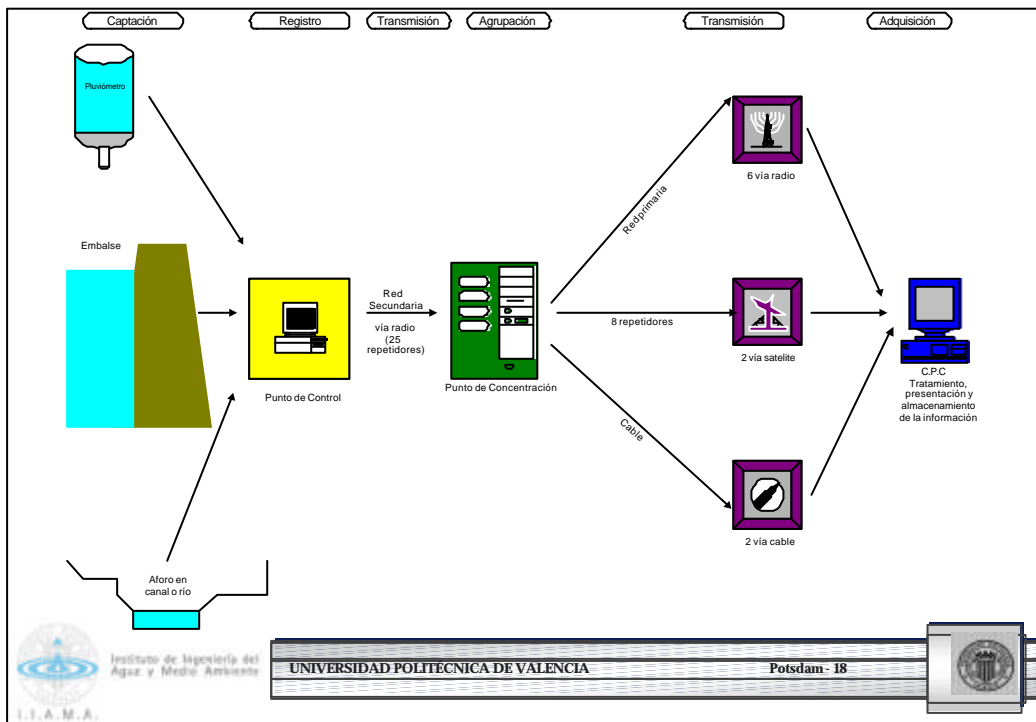 Captación
Registro
Transmisión
Agrupación
Transmisión
Adquisición
Pluviómetro
6 vía radio
Red primaria
Embalse
Red
Secundaria
vía radio
(25
repetidores)
8 repetidores
2 vía satelite
C.P.C
Tratamiento,
presentación y
almacenamiento
de la información
Punto de Control
Punto de Concentración
Cable
2 vía cable
Aforo en
canal o río
Instituto de Ingeniería del
Agua y Medio Ambiente
I.I.A.M.A.
UNIVERSIDAD POLITÉCNICA DE VALENCIA
Potsdam - 18